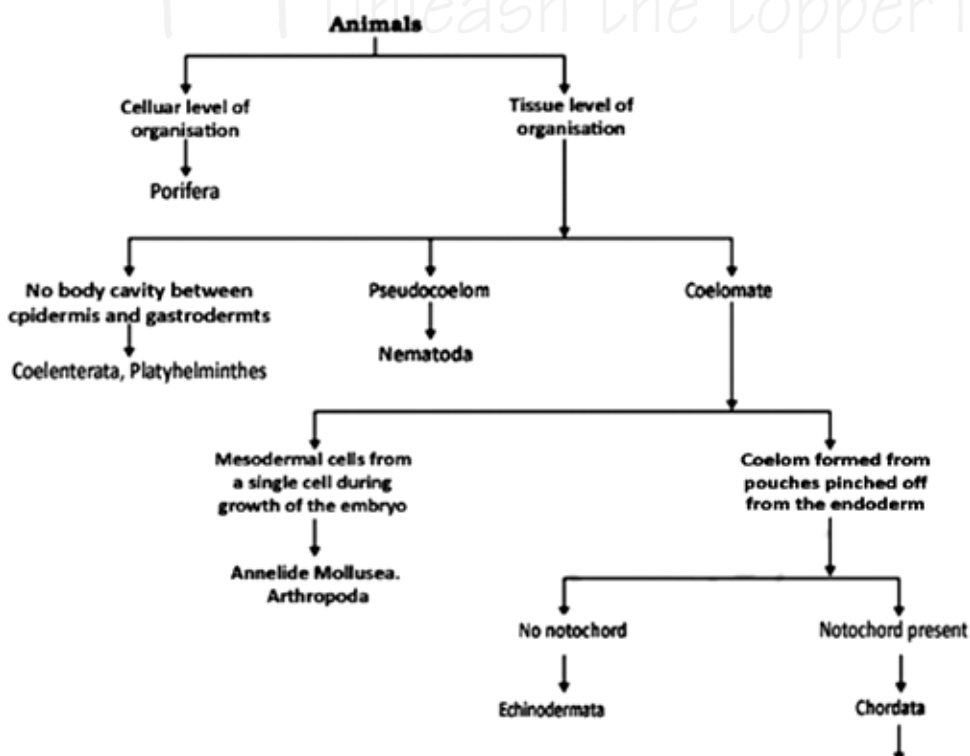 unleash the topper i
Animals
Celluar level of
organisation
Tissue level of
organisation
Porifera
No body cavity between
cpidermis and gastrodermts
Pseudocoelom
Coelomate
Nematoda
Coelenterata, Platyhelminthes
Mesodermal cells from
a single cell during
growth of the embryo
Coelom formed from
pouches pinched off
from the endoderm
Annelide Mollusea.
Arthropoda
No notochord
Notochord present
Echinodermata
Chordata